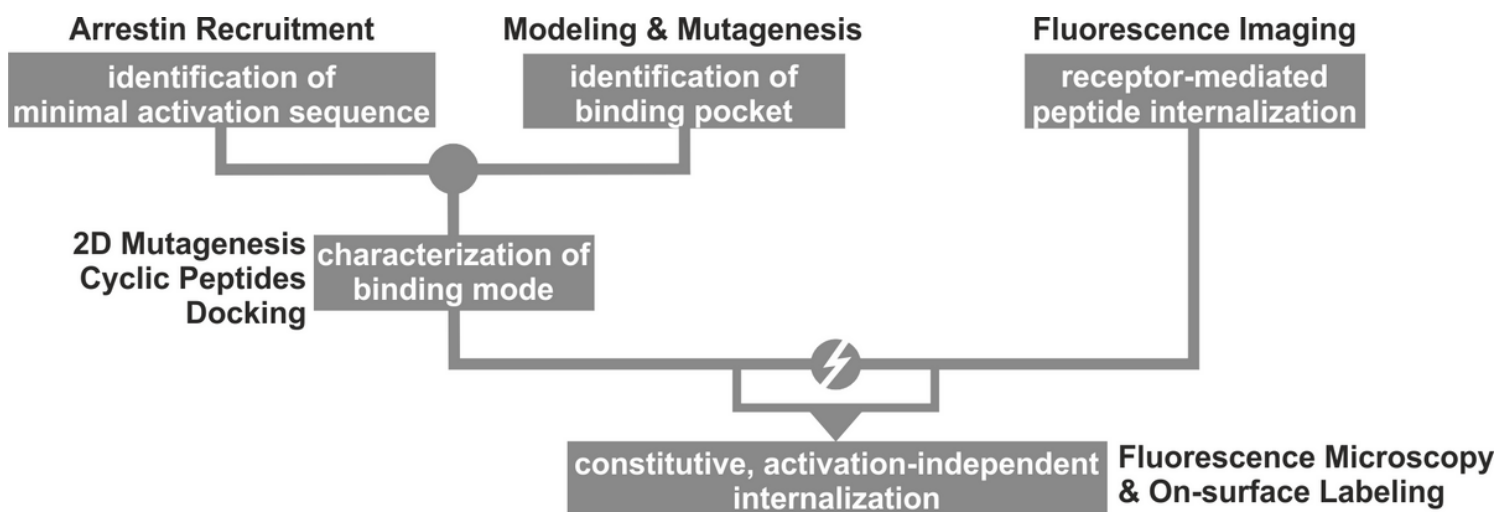 Arrestin Recruitment
identification of
minimal activation sequence
Modeling & Mutagenesis
identification of
binding pocket
Fluorescence Imaging
receptor-mediated
peptide internalization
2D Mutagenesis
Cyclic Peptides
Docking
characterization of
binding mode
constitutive, activation-independent
internalization
Fluorescence Microscopy
& On-surface Labeling